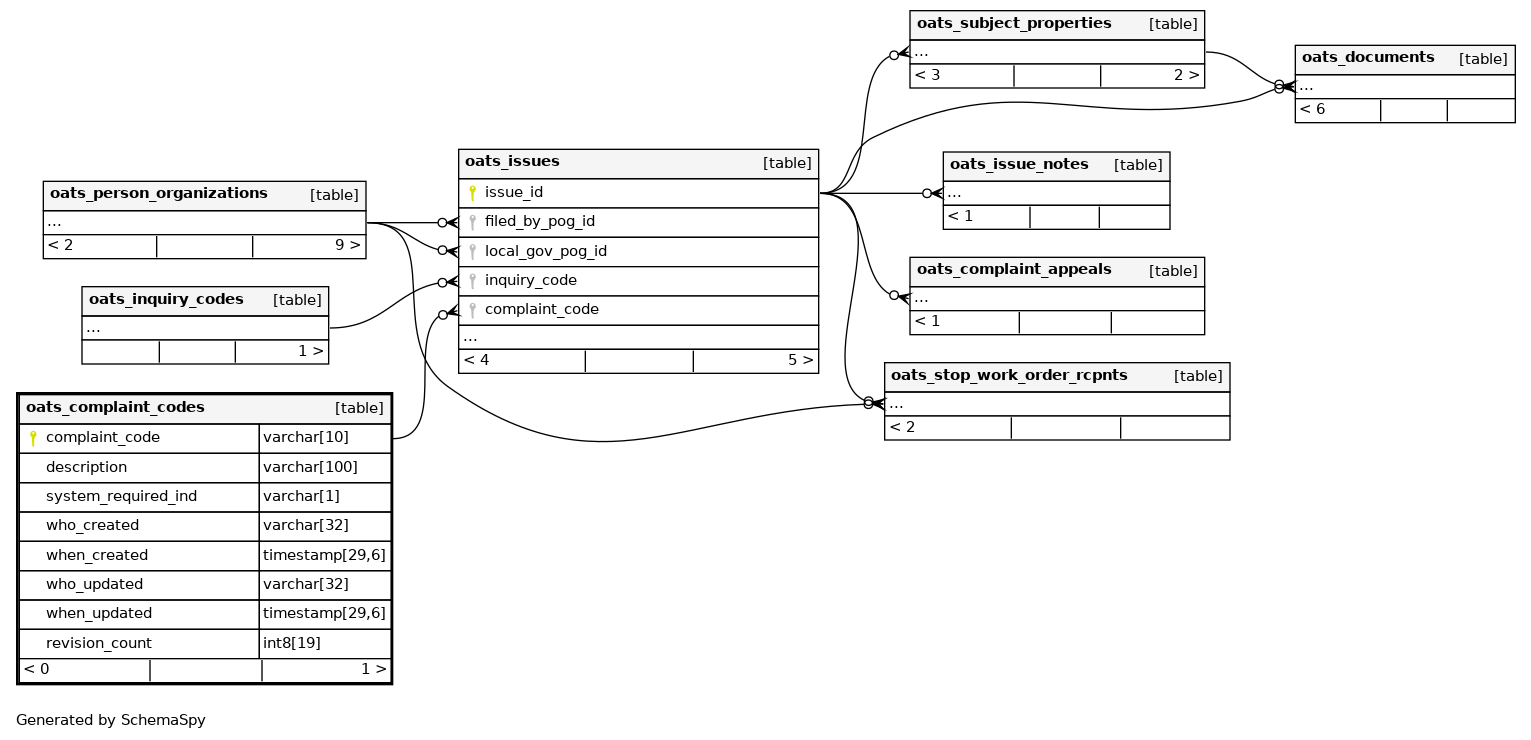 oats_subject_properties [table]
...
< 3 2 >
oats_documents [table]
...
< 6
oats_issues [table]
issue_id
filed_by_pog_id
local_gov_pog_id
inquiry_code
complaint_code
...
< 4 5 >
oats_issue_notes [table]
...
< 1
oats_person_organizations [table]
...
< 2 9 >
oats_complaint_appeals [table]
...
< 1
oats_inquiry_codes [table]
...
1 >
oats_stop_work_order_rcpnts [table]
...
< 2
oats_complaint_codes [table]
complaint_code varchar[10]
description varchar[100]
system_required_ind varchar[1]
who_created varchar[32]
when_created timestamp[29,6]
who_updated varchar[32]
when_updated timestamp[29,6]
revision_count int8[19]
< 0 1 >
Generated by SchemaSpy